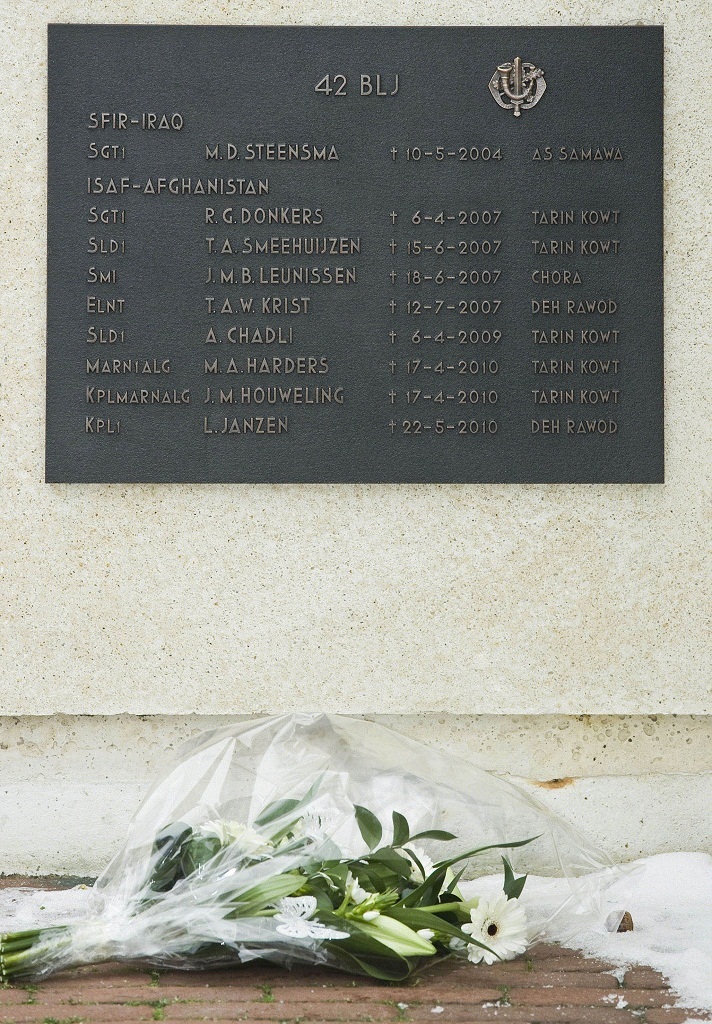 42 BLJ
SFIR-IRAQ
SGT1 M.D. STEENSMA † 10-5-2004 AS SAMAWA
ISAF-AFGHANISTAN
SGT1 R.G. DONKERS † 6-4-2007 TARIN KOWT
SLD1 T.A. SMEEHUIJZEN † 15-6-2007 TARIN KOWT
SMI J.M.B. LEUNISSEN † 18-6-2007 CHORA
ELNT T.A.W. KRIST † 12-7-2007 DEH RAWOD
SLD1 A. CHADLI † 6-4-2009 TARIN KOWT
MARN1ALG M.A. HARDERS † 17-4-2010 TARIN KOWT
KPLMARNALG J.M. HOUWELING † 17-4-2010 TARIN KOWT
KPL1 L. JANZEN † 22-5-2010 DEH RAWOD